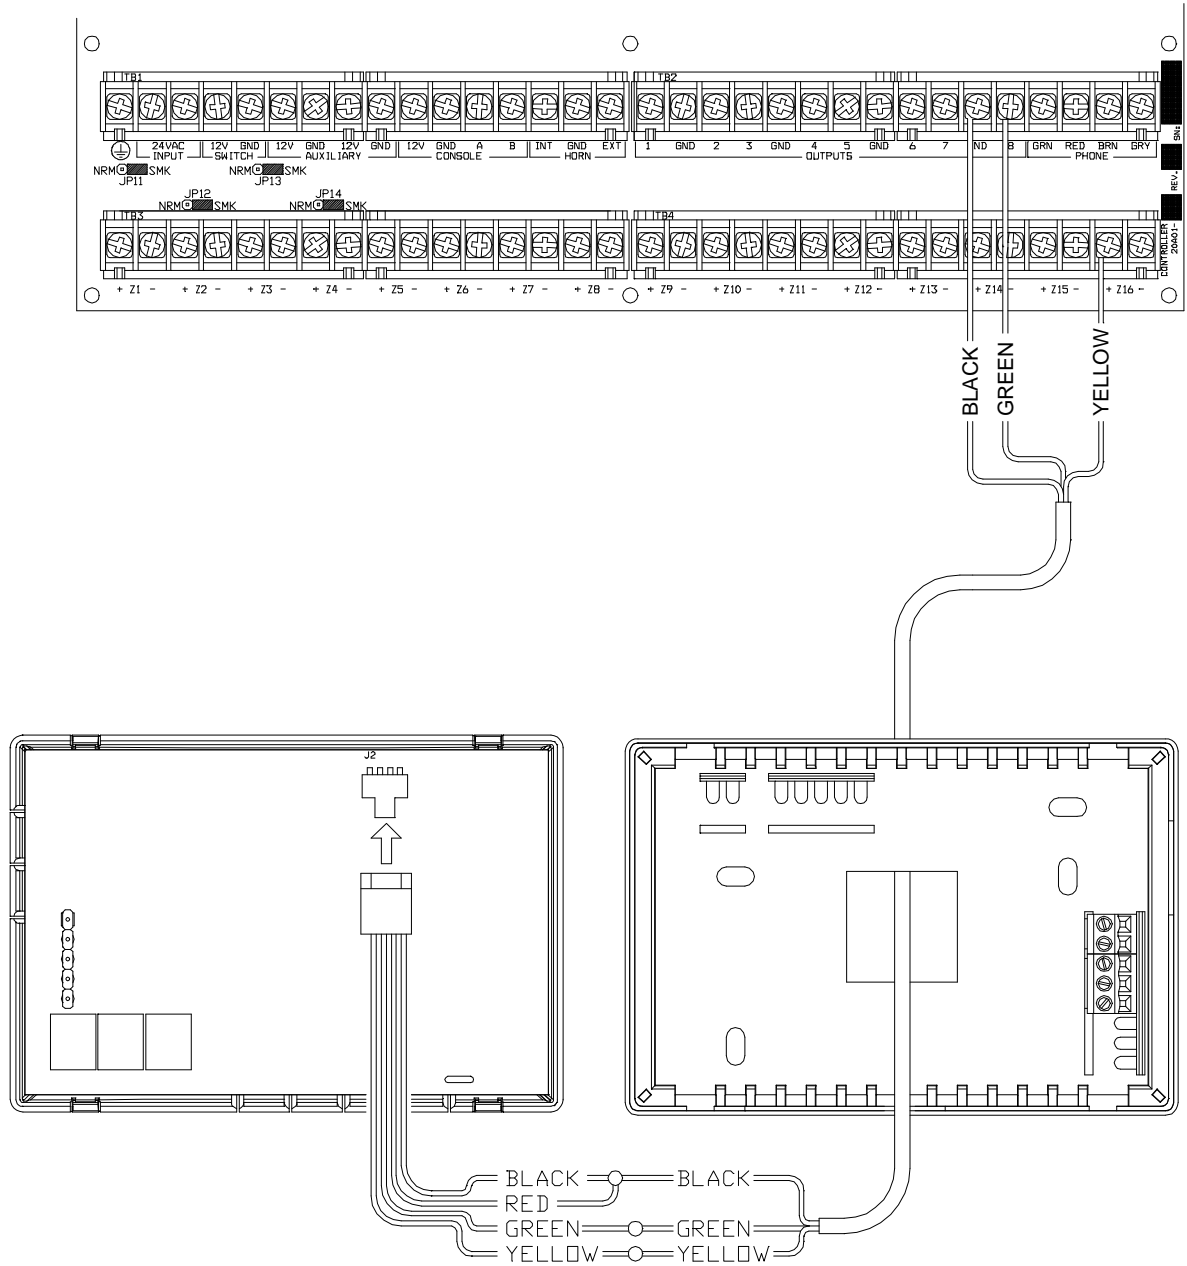 TB1 TB2
24VAC 12V GND 12V GND 12V GND 12V GND A B INT GND EXT 1 GND 2 3 GND 4 5 GND 6 7 ND 8 GRN RED BRN GRY
INPUT SWITCH AUXILIARY CONSOLE HORN OUTPUTS PHONE
SN:
NRM SMK NRM SMK
JP11 JP13
REV.
JP12 JP14
NRM SMK NRM SMK
TB3 TB4
CONTROLLER
20A01-
+ Z1 - + Z2 - + Z3 - + Z4 - + Z5 - + Z6 - + Z7 - + Z8 - + Z9 - + Z10 - + Z11 - + Z12 - + Z13 - + Z14 - + Z15 - + Z16 -
BLACK
GREEN
YELLOW
J2
BLACK BLACK
RED
GREEN GREEN
YELLOW YELLOW